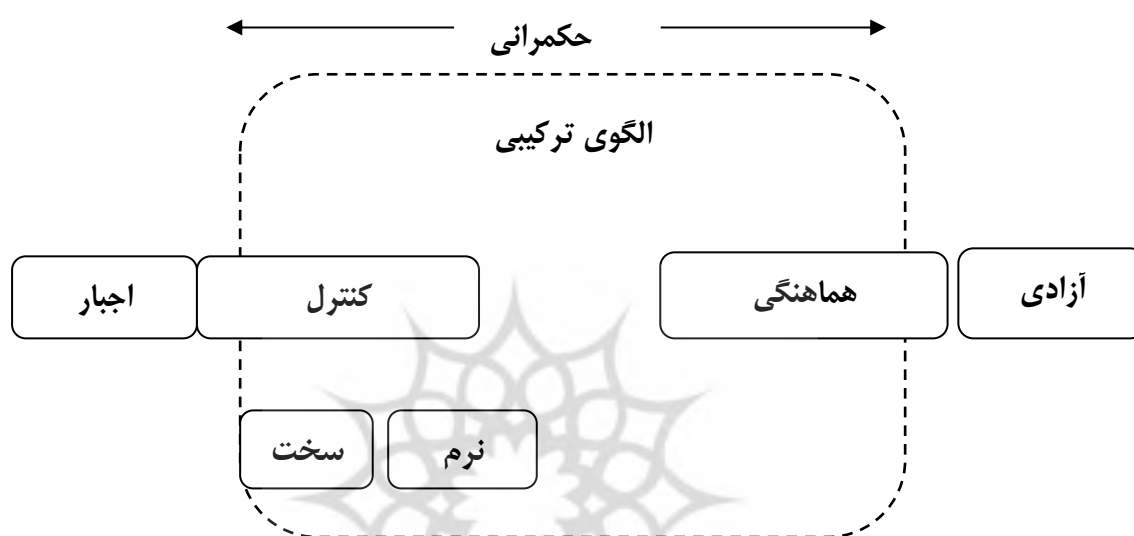 حکمرانی
الگوی ترکیبی
آزادی
هماهنگی
کنترل
اجبار
نرم
سخت